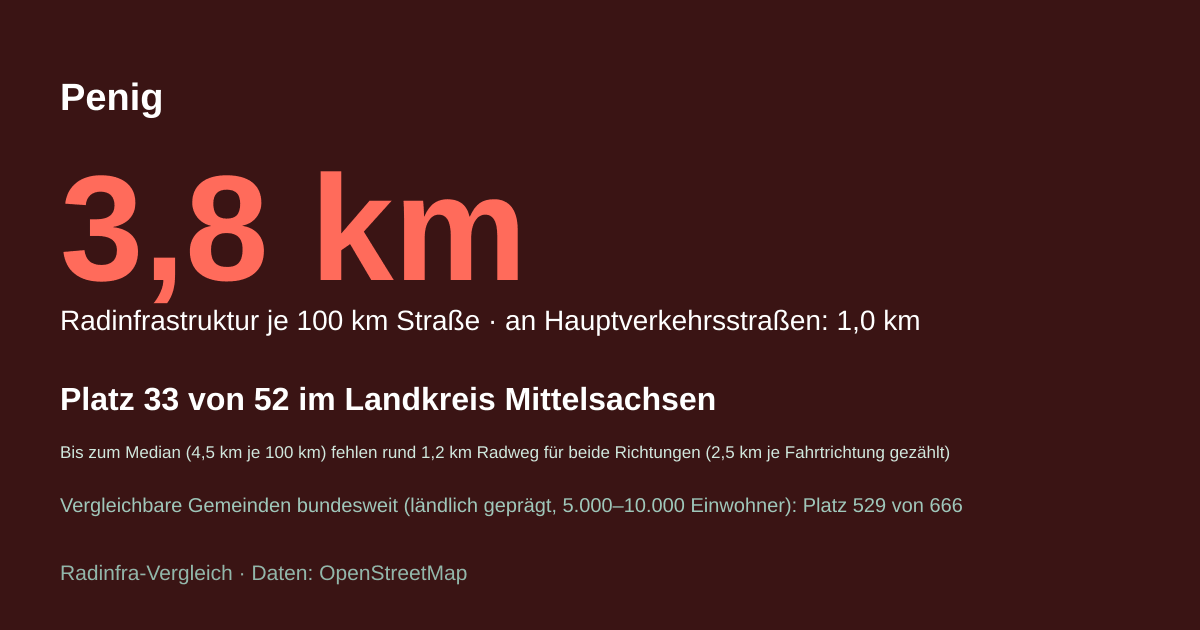 Penig
3,8 km
Radinfrastruktur je 100 km Straße · an Hauptverkehrsstraßen: 1,0 km
Platz 33 von 52 im Landkreis Mittelsachsen
Bis zum Median (4,5 km je 100 km) fehlen rund 1,2 km Radweg für beide Richtungen (2,5 km je Fahrtrichtung gezählt)
Vergleichbare Gemeinden bundesweit (ländlich geprägt, 5.000–10.000 Einwohner): Platz 529 von 666
Radinfra-Vergleich · Daten: OpenStreetMap